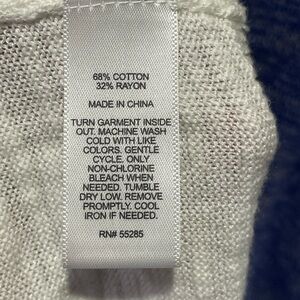 68% COTTON
32% RAYON
MADE IN CHINA
TURN GARMENT INSIDE
OUT. MACHINE WASH
COLD WITH LIKE
COLORS. GENTLE
CYCLE. ONLY
NON-CHLORINE
BLEACH WHEN
NEEDED. TUMBLE
DRY LOW. REMOVE
PROMPTLY. COOL
IRON IF NEEDED.
RN# 55285